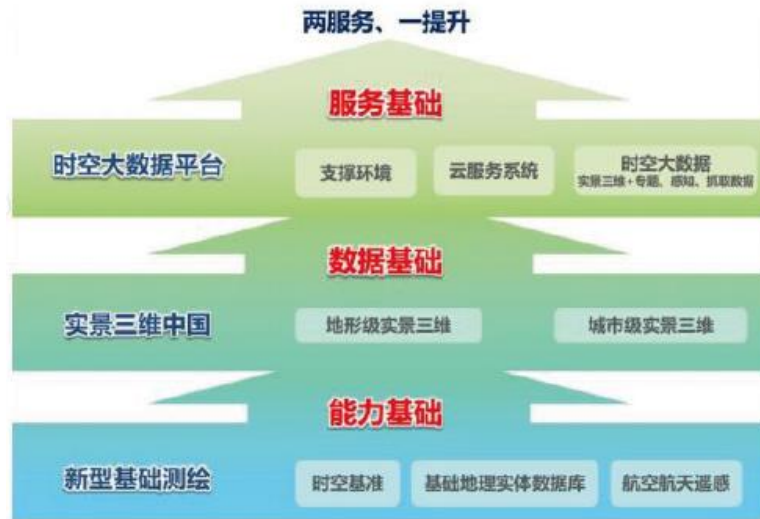 两服务、一提升
服务基础
时空大数据平台
支撑环境
云服务系统
时空大数据
实景三维+专题、感知、抓取数据
数据基础
实景三维中国
地形级实景三维
城市级实景三维
能力基础
新型基础测绘
时空基准
基础地理实体数据库
航空航天遥感